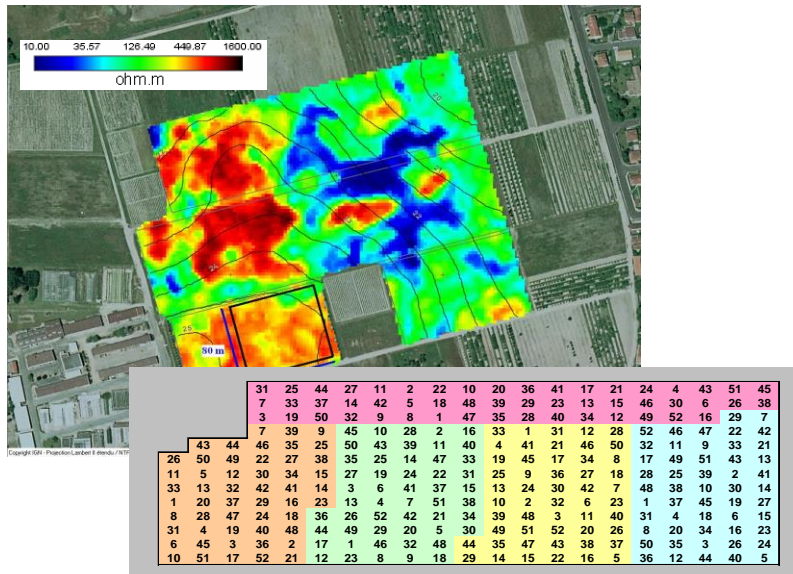 10.00 35.57 126.49 449.87 1600.00
ohm.m
20
22
24
25
80 m
Copyright IGN - Projection Lambert II étendu / NTF
31 25 44 27 11 2 22 10 20 36 41 17 21 24 4 43 51 45
7 33 37 14 42 5 18 48 39 29 23 13 15 46 30 6 26 38
3 19 50 32 9 8 1 47 35 28 40 34 12 49 52 16 29 7
7 39 9 45 10 28 2 16 33 1 31 12 28 52 46 47 22 42
43 44 46 35 25 50 43 39 11 40 4 41 21 46 50 32 11 9 33 21
26 50 49 22 27 38 35 25 14 47 33 19 45 17 34 8 17 49 51 43 13
11 5 12 30 34 15 27 19 24 22 31 25 9 36 27 18 28 25 39 2 41
33 13 32 42 41 14 3 6 41 37 15 13 24 30 42 7 48 38 10 30 14
1 20 37 29 16 23 13 4 7 51 38 10 2 32 6 23 1 37 45 19 27
8 28 47 24 18 36 26 52 42 21 34 39 48 3 11 40 31 4 18 6 15
31 4 19 40 48 44 49 29 20 5 30 49 51 52 20 26 8 20 34 16 23
6 45 3 36 2 17 1 46 32 48 44 35 47 43 38 37 50 35 3 26 24
10 51 17 52 21 12 23 8 9 18 29 14 15 22 16 5 36 12 44 40 5